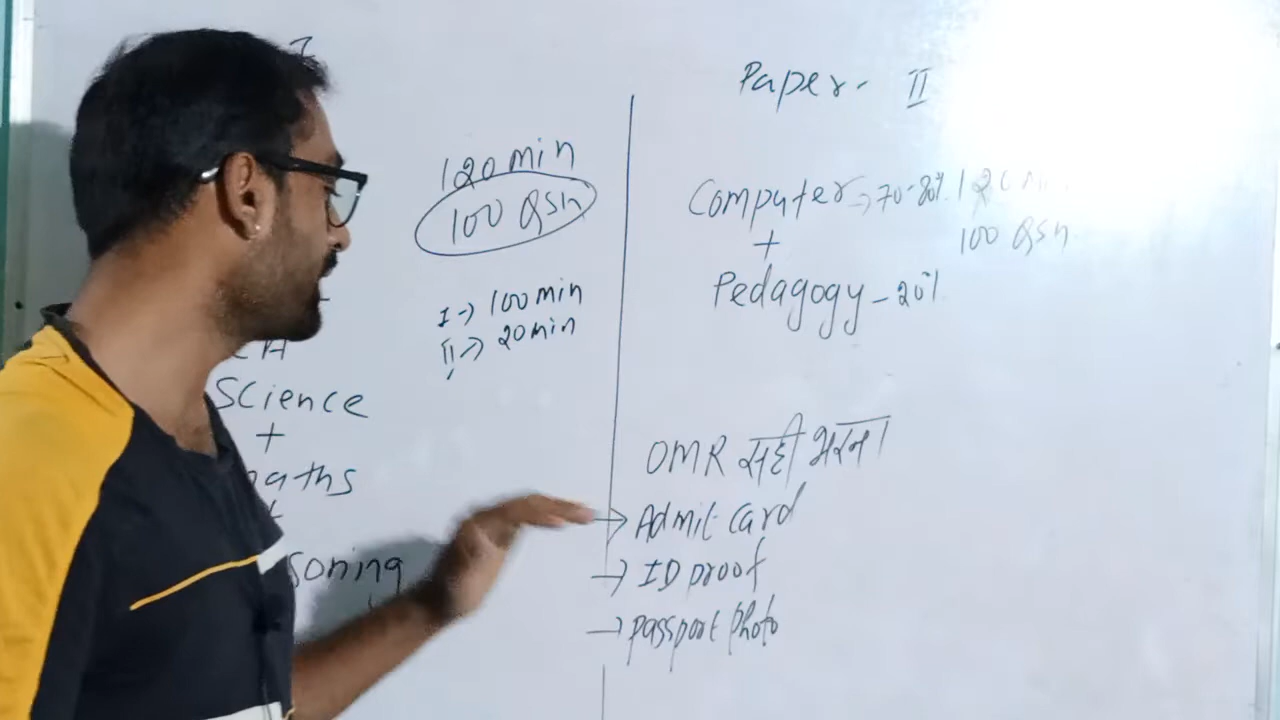 I
120 min
100 Qsn
I -> 100 min
II -> 20 min
CA
Science
+
maths
soning
Paper - II
Computer -> 70-80% 120 Min
+ 100 Qsn
Pedagogy - 20%
OMR सही भरना
-> Admit card
-> ID proof
-> passport photo